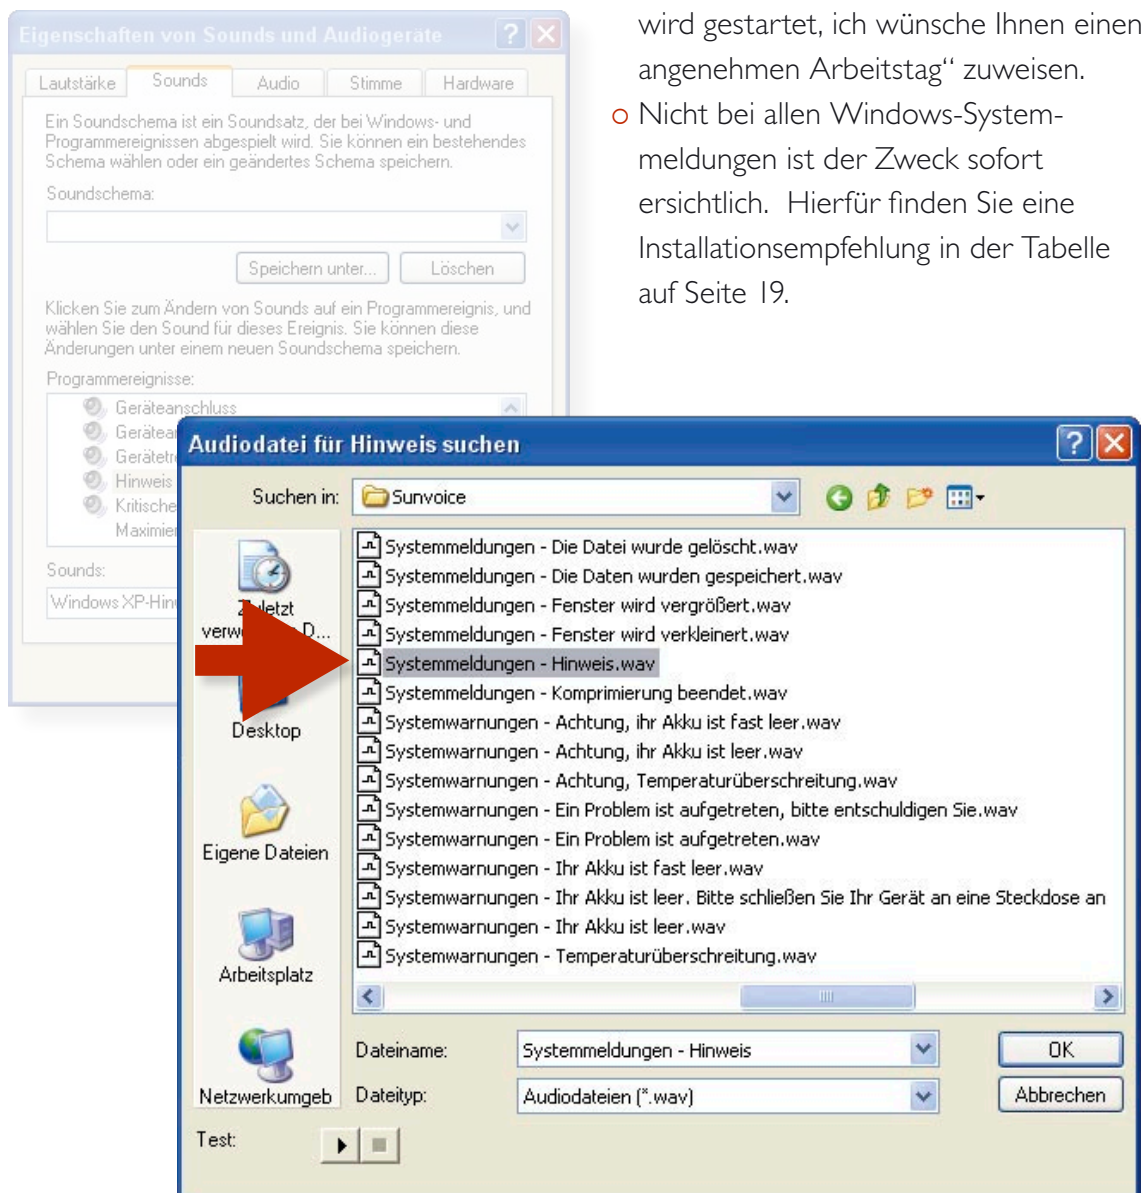 wird gestartet, ich wünsche Ihnen einen
angenehmen Arbeitstag“ zuweisen.
o Nicht bei allen Windows-System-
meldungen ist der Zweck sofort
ersichtlich. Hierfür finden Sie eine
Installationsempfehlung in der Tabelle
auf Seite 19.
Eigenschaften von Sounds und Audiogeräte
Lautstärke Sounds Audio Stimme Hardware
Ein Soundschema ist ein Soundsatz, der bei Windows- und
Programmereignissen abgespielt wird. Sie können ein bestehendes
Schema wählen oder ein geändertes Schema speichern.
Soundschema:
Speichern unter... Löschen
Klicken Sie zum Ändern von Sounds auf ein Programmereignis, und
wählen Sie den Sound für dieses Ereignis. Sie können diese
Änderungen unter einem neuen Soundschema speichern.
Programmereignisse:
Geräteanschluss
Gerätear
Gerätetre
Hinweis
Kritische
Maximier
Sounds:
Windows XP-Hin
Audiodatei für Hinweis suchen
Suchen in: Sunvoice
Zuletzt
verw D...
Desktop
Eigene Dateien
Arbeitsplatz
Netzwerkumgeb
Systemmeldungen - Die Datei wurde gelöscht.wav
Systemmeldungen - Die Daten wurden gespeichert.wav
Systemmeldungen - Fenster wird vergrößert.wav
Systemmeldungen - Fenster wird verkleinert.wav
Systemmeldungen - Hinweis.wav
Systemmeldungen - Komprimierung beendet.wav
Systemwarnungen - Achtung, ihr Akku ist fast leer.wav
Systemwarnungen - Achtung, ihr Akku ist leer.wav
Systemwarnungen - Achtung, Temperaturüberschreitung.wav
Systemwarnungen - Ein Problem ist aufgetreten, bitte entschuldigen Sie.wav
Systemwarnungen - Ein Problem ist aufgetreten.wav
Systemwarnungen - Ihr Akku ist fast leer.wav
Systemwarnungen - Ihr Akku ist leer. Bitte schließen Sie Ihr Gerät an eine Steckdose an
Systemwarnungen - Ihr Akku ist leer.wav
Systemwarnungen - Temperaturüberschreitung.wav
Dateiname: Systemmeldungen - Hinweis OK
Dateityp: Audiodateien (*.wav) Abbrechen
Test: